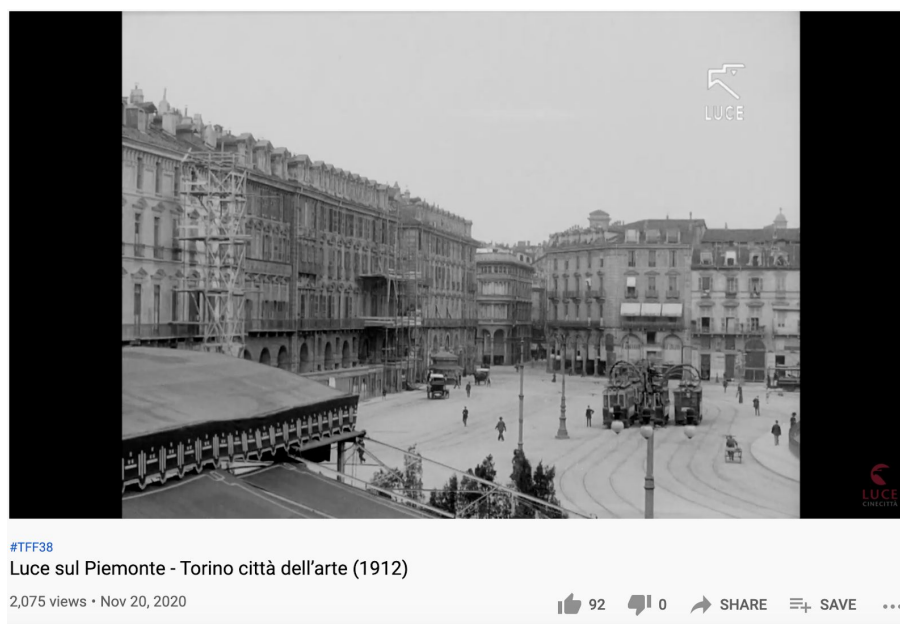 LUCE
LUCE
CINECITTÀ
#TFF38
Luce sul Piemonte - Torino città dell'arte (1912)
2,075 views • Nov 20, 2020
92
0
SHARE
SAVE